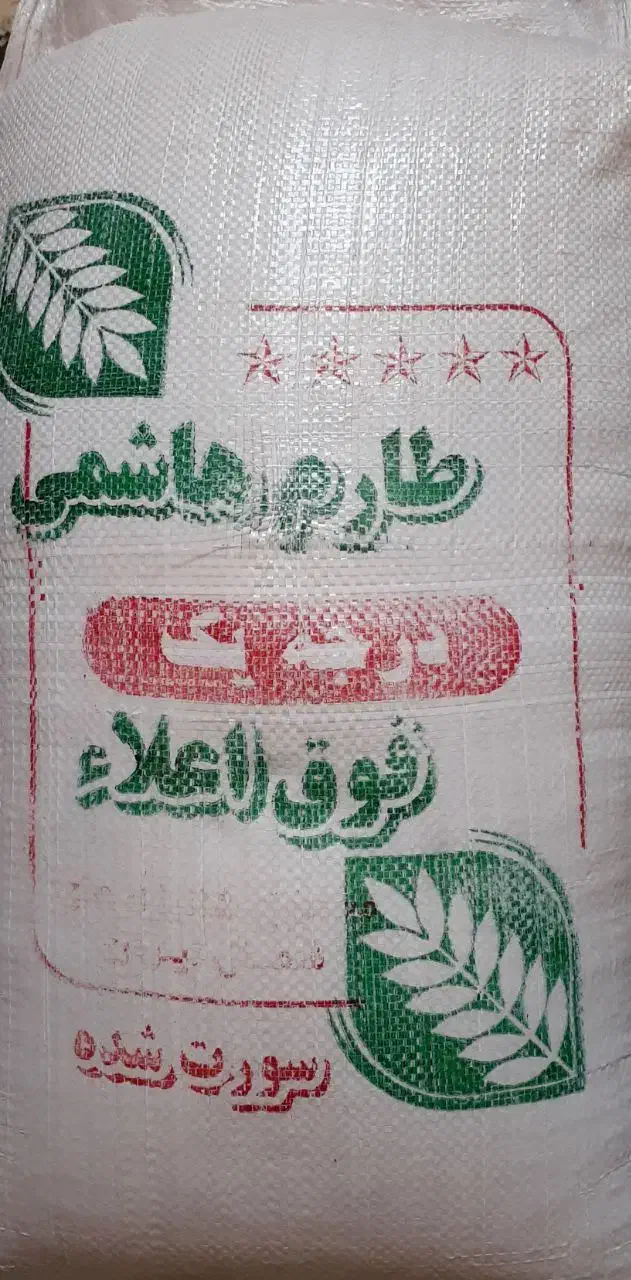 طارم هاشمی
درجه یک
فوق اعلاء
سورت شده